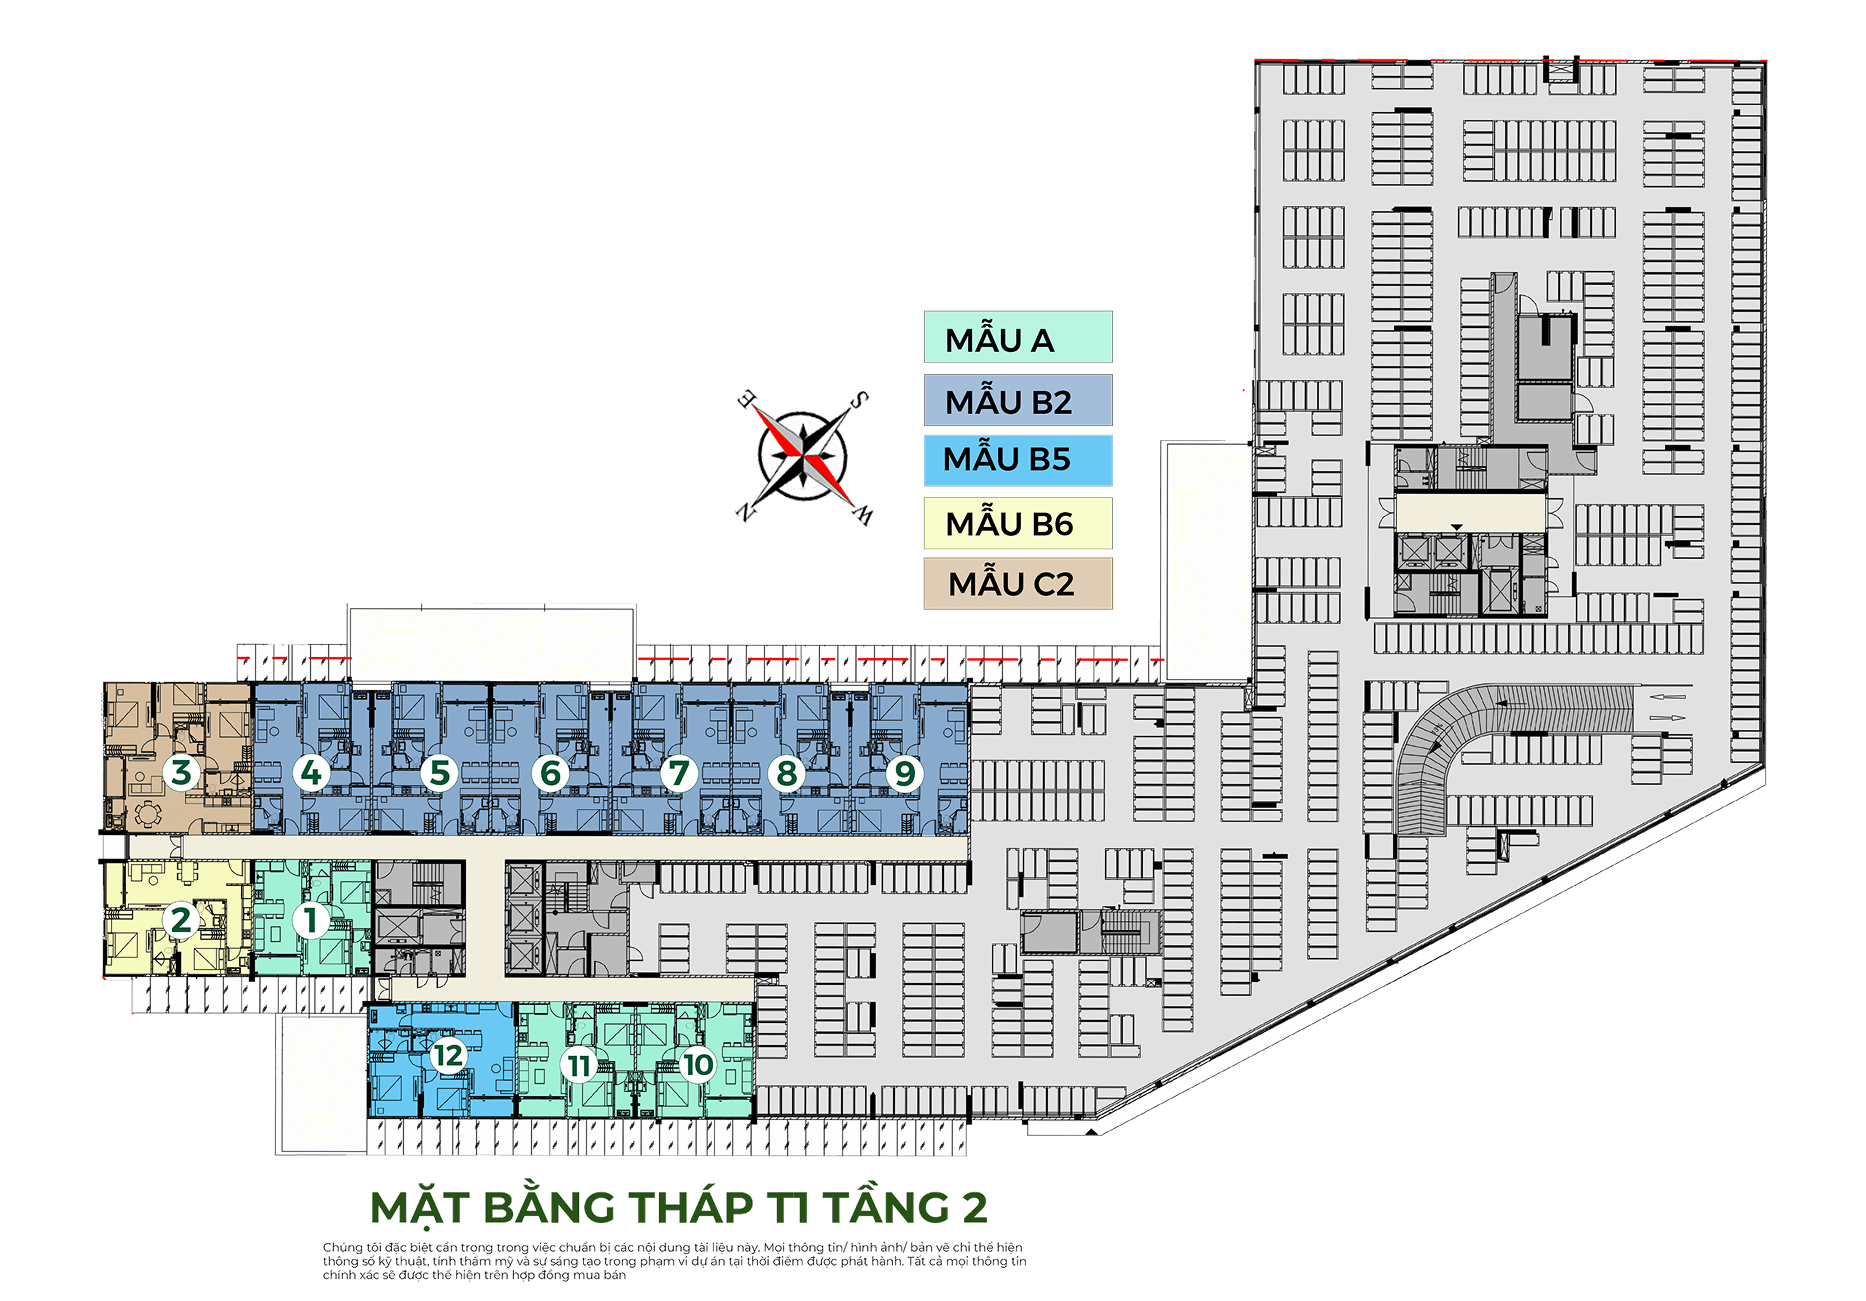 MẪU A
MẪU B2
E
S
MẪU B5
N
W
MẪU B6
MẪU C2
3
4
5
6
7
8
9
2
1
12
11
10
MẶT BẰNG THÁP T1 TẦNG 2
Chúng tôi đặc biệt cẩn trọng trong việc chuẩn bị các nội dung tài liệu này. Mọi thông tin/ hình ảnh/ bản vẽ chỉ thể hiện
thông số kỹ thuật, tính thẩm mỹ và sự sáng tạo trong phạm vi dự án tại thời điểm được phát hành. Tất cả mọi thông tin
chính xác sẽ được thể hiện trên hợp đồng mua bán